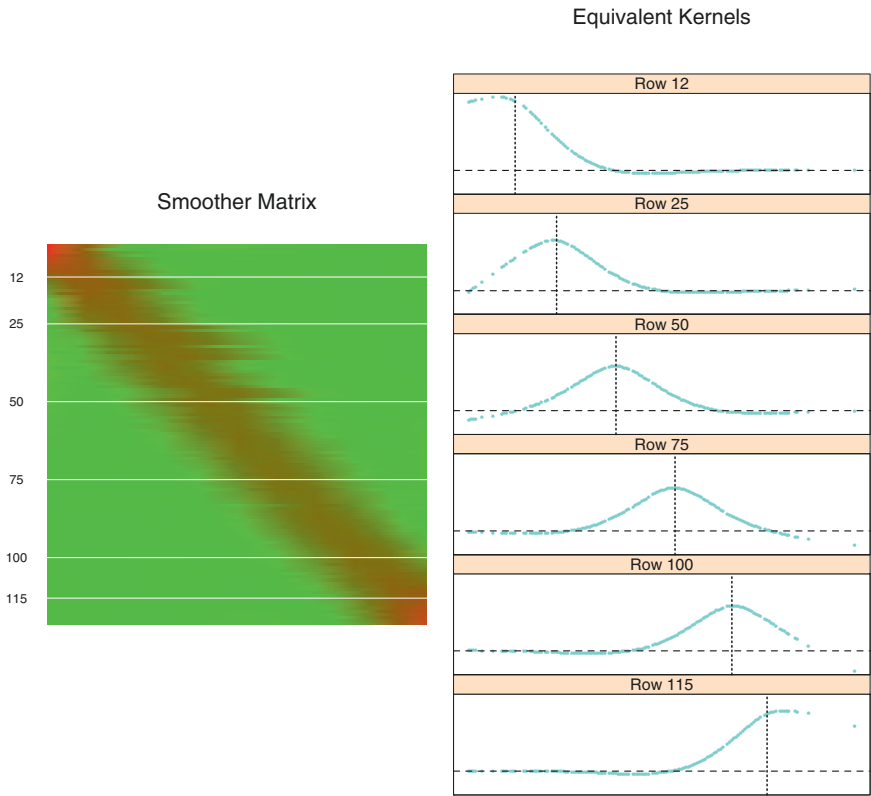 Equivalent Kernels
Row 12
Smoother Matrix
Row 25
12
25
Row 50
50
Row 75
75
100
Row 100
115
Row 115